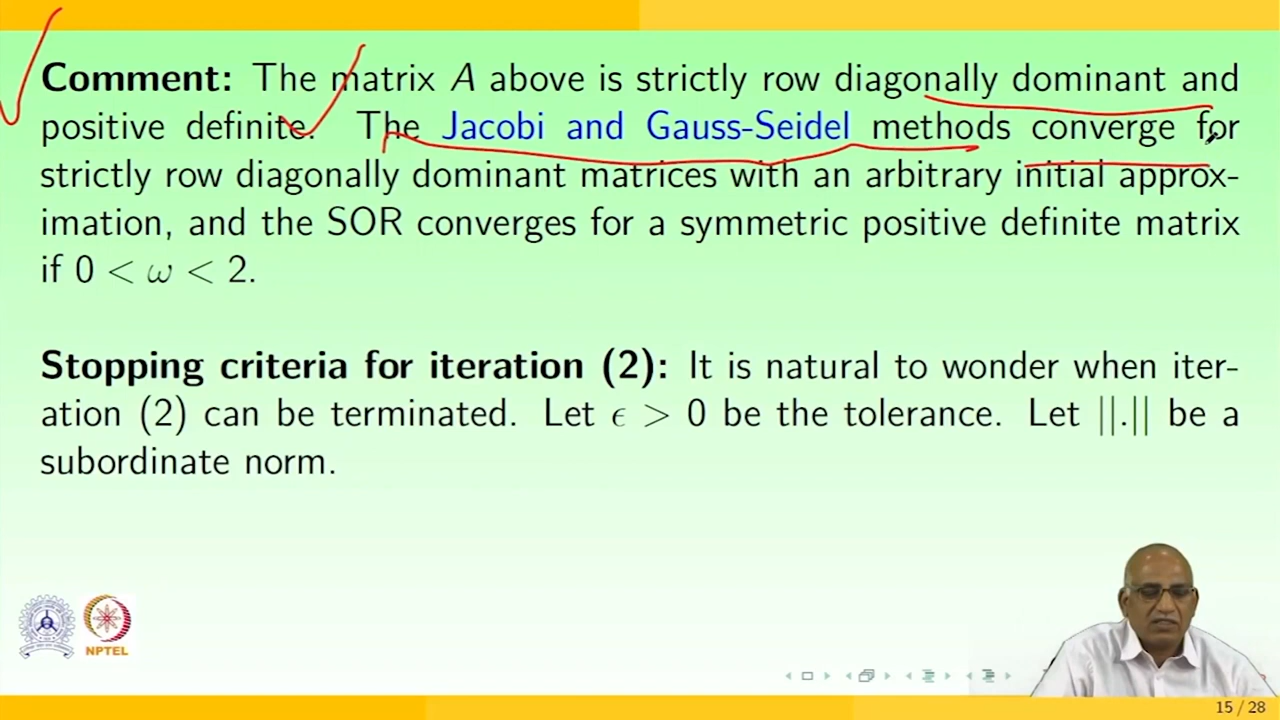 Comment: The matrix A above is strictly row diagonally dominant and
positive definite. The Jacobi and Gauss-Seidel methods converge for
strictly row diagonally dominant matrices with an arbitrary initial approx-
imation, and the SOR converges for a symmetric positive definite matrix
if 0 < ω < 2.
Stopping criteria for iteration (2): It is natural to wonder when iter-
ation (2) can be terminated. Let ϵ > 0 be the tolerance. Let ||.|| be a
subordinate norm.
NPTEL
15 / 28